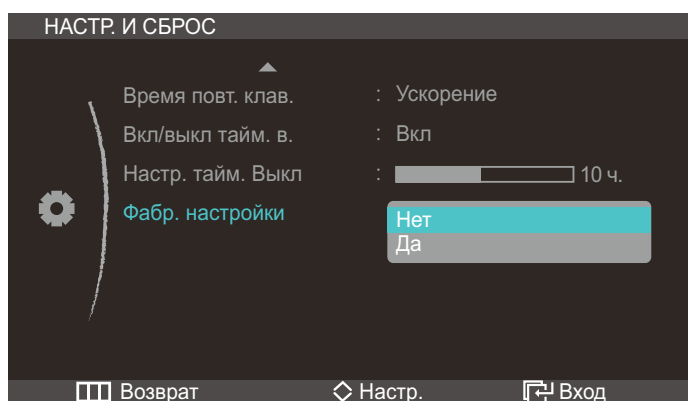 НАСТР. И СБРОС
Время повт. клав. : Ускорение
Вкл/выкл тайм. в. : Вкл
Настр. тайм. Выкл : 10 ч.
Фабр. настройки Нет
Да
Возврат Настр. Вход